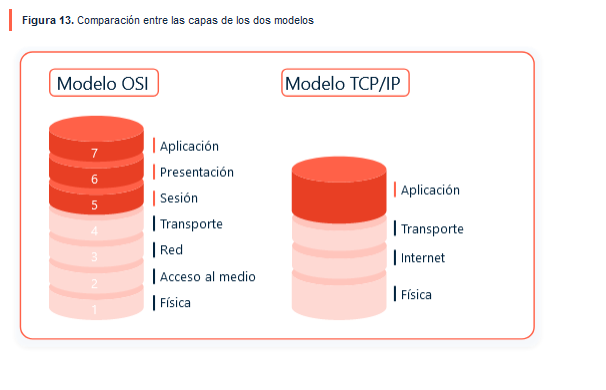 Figura 13. Comparación entre las capas de los dos modelos
Modelo OSI
7
6
5
4
3
2
1
Aplicación
Presentación
Sesión
Transporte
Red
Acceso al medio
Física
Modelo TCP/IP
Aplicación
Transporte
Internet
Física